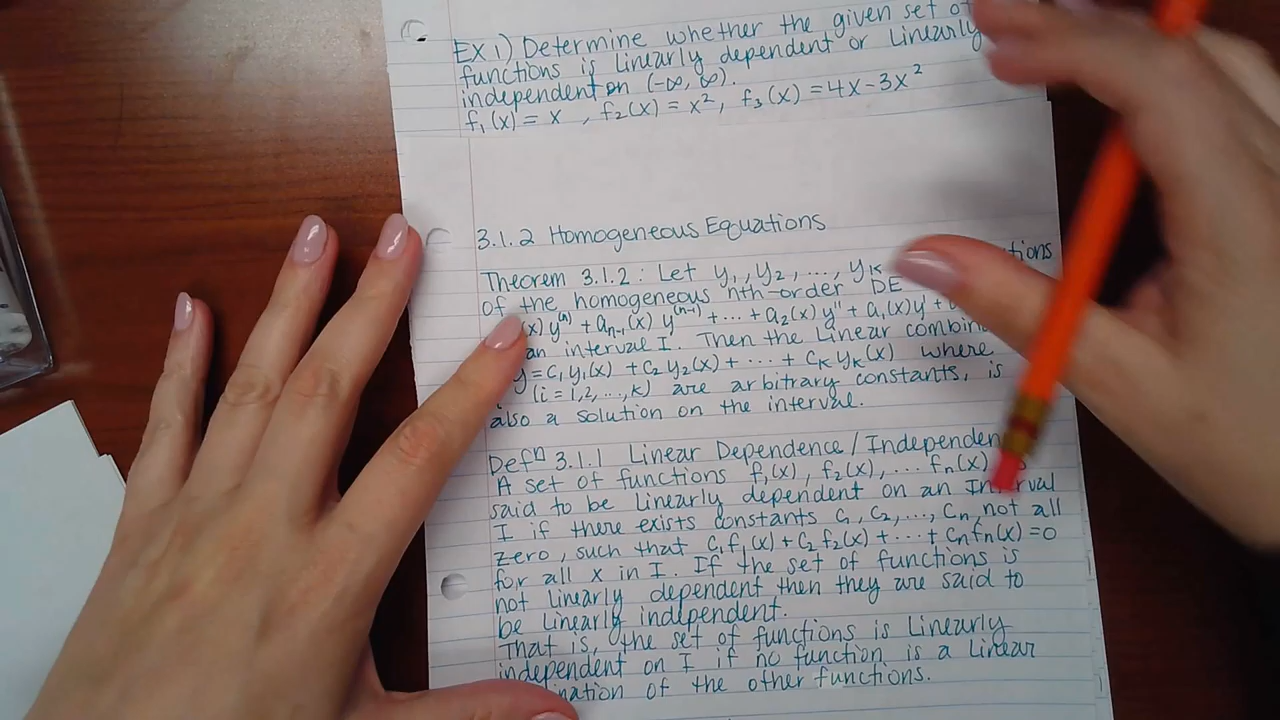 EX 1) Determine whether the given set of
functions is linearly dependent or linearly
independent on (-∞, ∞).
f₁(x) = x , f₂(x) = x², f₃(x) = 4x-3x²
3.1.2 Homogeneous Equations
Theorem 3.1.2: Let y₁, y₂, ..., yₖ
of the homogeneous nth-order DE
(x) y⁽ⁿ⁾ + aₙ₋₁(x) y⁽ⁿ⁻¹⁾ + ... + a₂(x) y'' + a₁(x) y' +
an interval I. Then the linear
y = c₁y₁(x) + c₂y₂(x) + ... + cₖyₖ(x) where
(i = 1,2,...,k) are arbitrary constants, is
also a solution on the interval.
Defⁿ 3.1.1 Linear Dependence /
A set of functions f₁(x), f₂(x), ... fₙ(x)
said to be linearly dependent on an Interval
I if there exists constants c₁, c₂, ..., cₙ, not all
zero, such that c₁f₁(x) + c₂f₂(x) + ... + cₙfₙ(x) = 0
for all x in I. If the set of functions is
not linearly dependent then they are said to
be linearly independent.
That is, the set of functions is linearly
independent on I if no function is a linear
of the other functions.